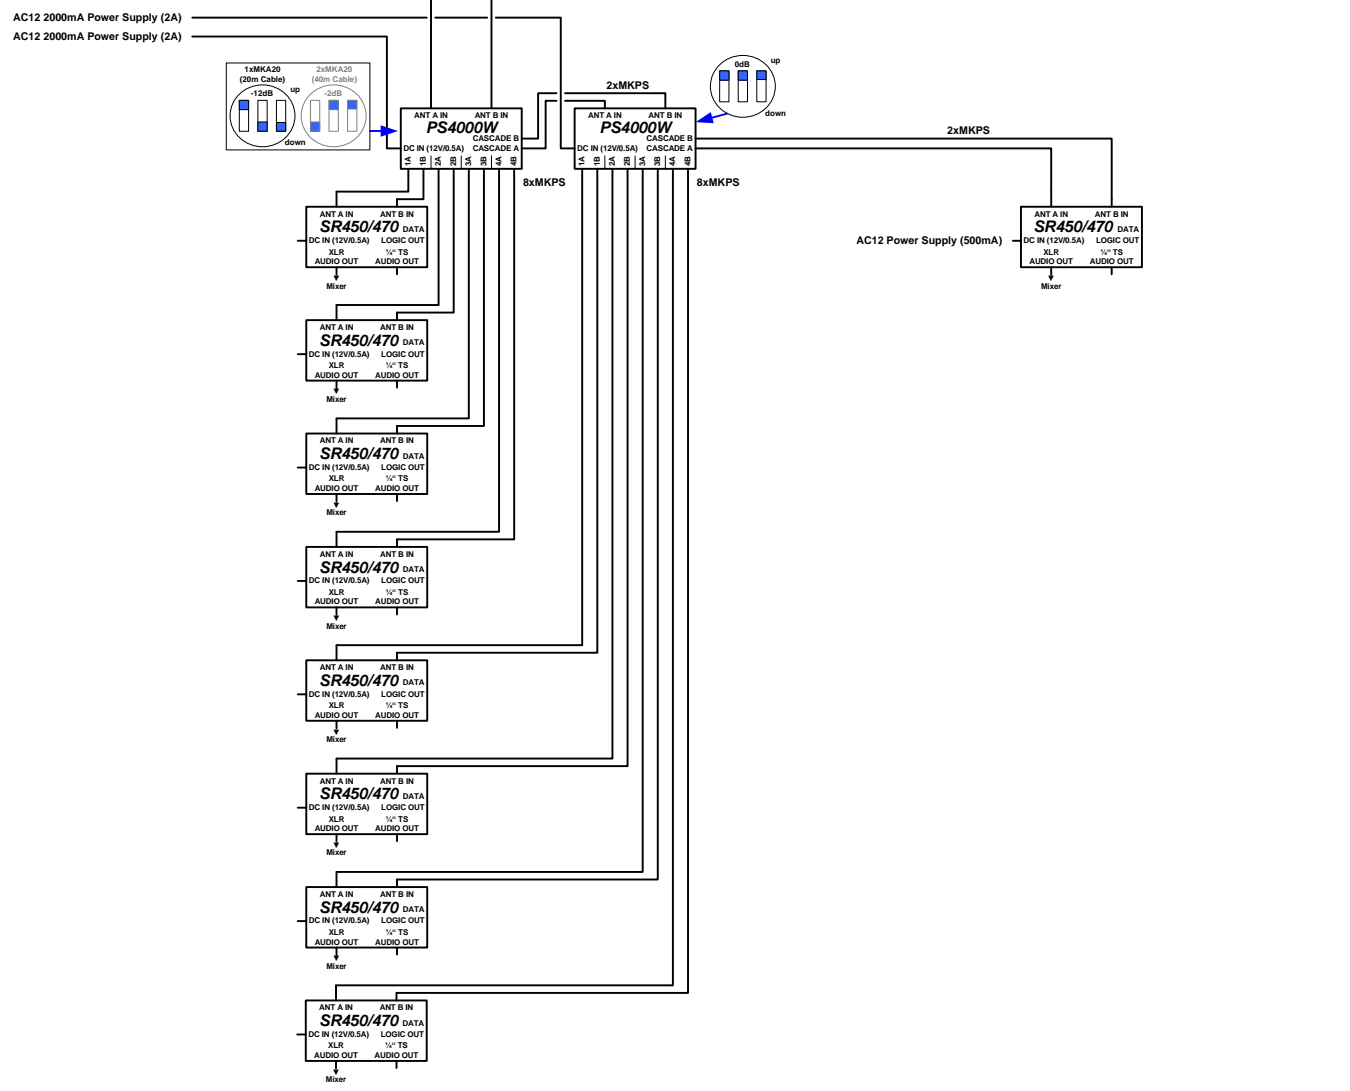 AC12 2000mA Power Supply (2A)
AC12 2000mA Power Supply (2A)
1xMKA20
(20m Cable)
-12dB
2xMKA20
(40m Cable)
-2dB
up
down
ANT A IN ANT B IN
PS4000W
CASCADE B
DC IN (12V/0.5A) CASCADE A
1A 1B 2A 2B 3A 3B 4A 4B
8xMKPS
2xMKPS
ANT A IN ANT B IN
PS4000W
CASCADE B
DC IN (12V/0.5A) CASCADE A
1A 1B 2A 2B 3A 3B 4A 4B
8xMKPS
0dB
up
down
2xMKPS
AC12 Power Supply (500mA)
ANT A IN ANT B IN
SR450/470 DATA
DC IN (12V/0.5A) LOGIC OUT
XLR ¼“ TS
AUDIO OUT AUDIO OUT
Mixer
ANT A IN ANT B IN
SR450/470 DATA
DC IN (12V/0.5A) LOGIC OUT
XLR ¼“ TS
AUDIO OUT AUDIO OUT
Mixer
ANT A IN ANT B IN
SR450/470 DATA
DC IN (12V/0.5A) LOGIC OUT
XLR ¼“ TS
AUDIO OUT AUDIO OUT
Mixer
ANT A IN ANT B IN
SR450/470 DATA
DC IN (12V/0.5A) LOGIC OUT
XLR ¼“ TS
AUDIO OUT AUDIO OUT
Mixer
ANT A IN ANT B IN
SR450/470 DATA
DC IN (12V/0.5A) LOGIC OUT
XLR ¼“ TS
AUDIO OUT AUDIO OUT
Mixer
ANT A IN ANT B IN
SR450/470 DATA
DC IN (12V/0.5A) LOGIC OUT
XLR ¼“ TS
AUDIO OUT AUDIO OUT
Mixer
ANT A IN ANT B IN
SR450/470 DATA
DC IN (12V/0.5A) LOGIC OUT
XLR ¼“ TS
AUDIO OUT AUDIO OUT
Mixer
ANT A IN ANT B IN
SR450/470 DATA
DC IN (12V/0.5A) LOGIC OUT
XLR ¼“ TS
AUDIO OUT AUDIO OUT
Mixer
ANT A IN ANT B IN
SR450/470 DATA
DC IN (12V/0.5A) LOGIC OUT
XLR ¼“ TS
AUDIO OUT AUDIO OUT
Mixer